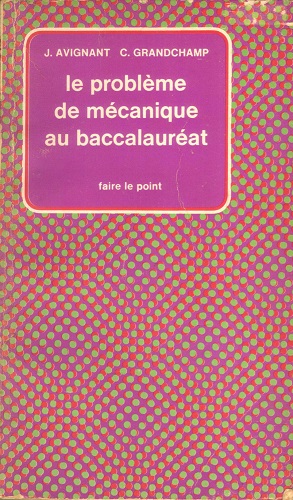 J. AVIGNANT C. GRANDCHAMP
le problème
de mécanique
au baccalauréat
faire le point